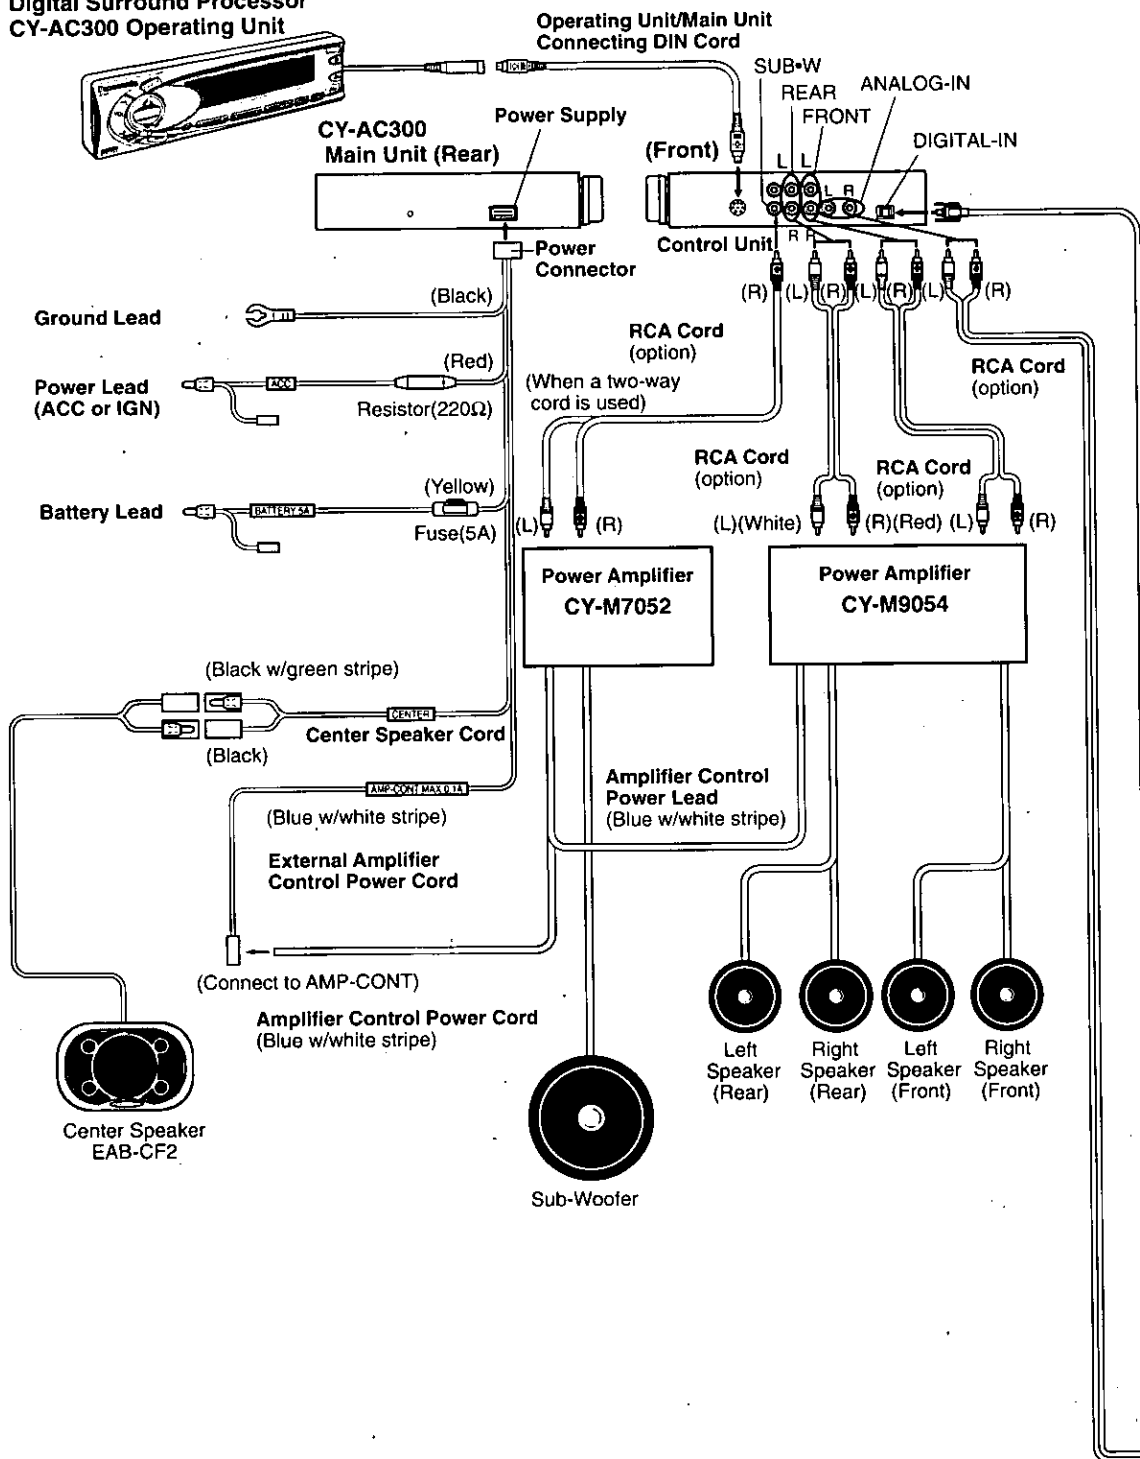 Digital Surround Processor
CY-AC300 Operating Unit
Operating Unit/Main Unit
Connecting DIN Cord
SUB•W
REAR
FRONT
ANALOG-IN
DIGITAL-IN
CY-AC300
Main Unit (Rear)
Power Supply
(Front)
L L
L R
R R
Control Unit
Power
Connector
(R) (L) (R) (L) (R) (L) (R)
Ground Lead
(Black)
RCA Cord
(option)
(When a two-way
cord is used)
RCA Cord
(option)
Power Lead
(ACC or IGN)
ACC
(Red)
Resistor(220Ω)
RCA Cord
(option)
RCA Cord
(option)
Battery Lead
BATTERY 5A
(Yellow)
Fuse(5A)
(L) (R)
(L)(White) (R)(Red) (L) (R)
Power Amplifier
CY-M7052
Power Amplifier
CY-M9054
(Black w/green stripe)
CENTER
Center Speaker Cord
(Black)
AMP-CONT MAX 0.1A
(Blue w/white stripe)
External Amplifier
Control Power Cord
Amplifier Control
Power Lead
(Blue w/white stripe)
(Connect to AMP-CONT)
Amplifier Control Power Cord
(Blue w/white stripe)
Left
Speaker
(Rear)
Right
Speaker
(Rear)
Left
Speaker
(Front)
Right
Speaker
(Front)
Center Speaker
EAB-CF2
Sub-Woofer